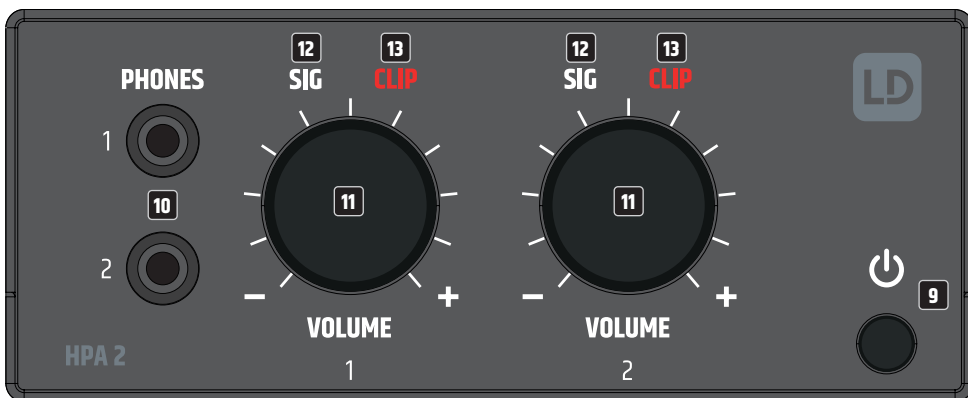 12 13 12 13
PHONES SIG CLIP SIG CLIP LD
1
11 11
10
2
9
− + − +
VOLUME VOLUME
HPA 2
1 2